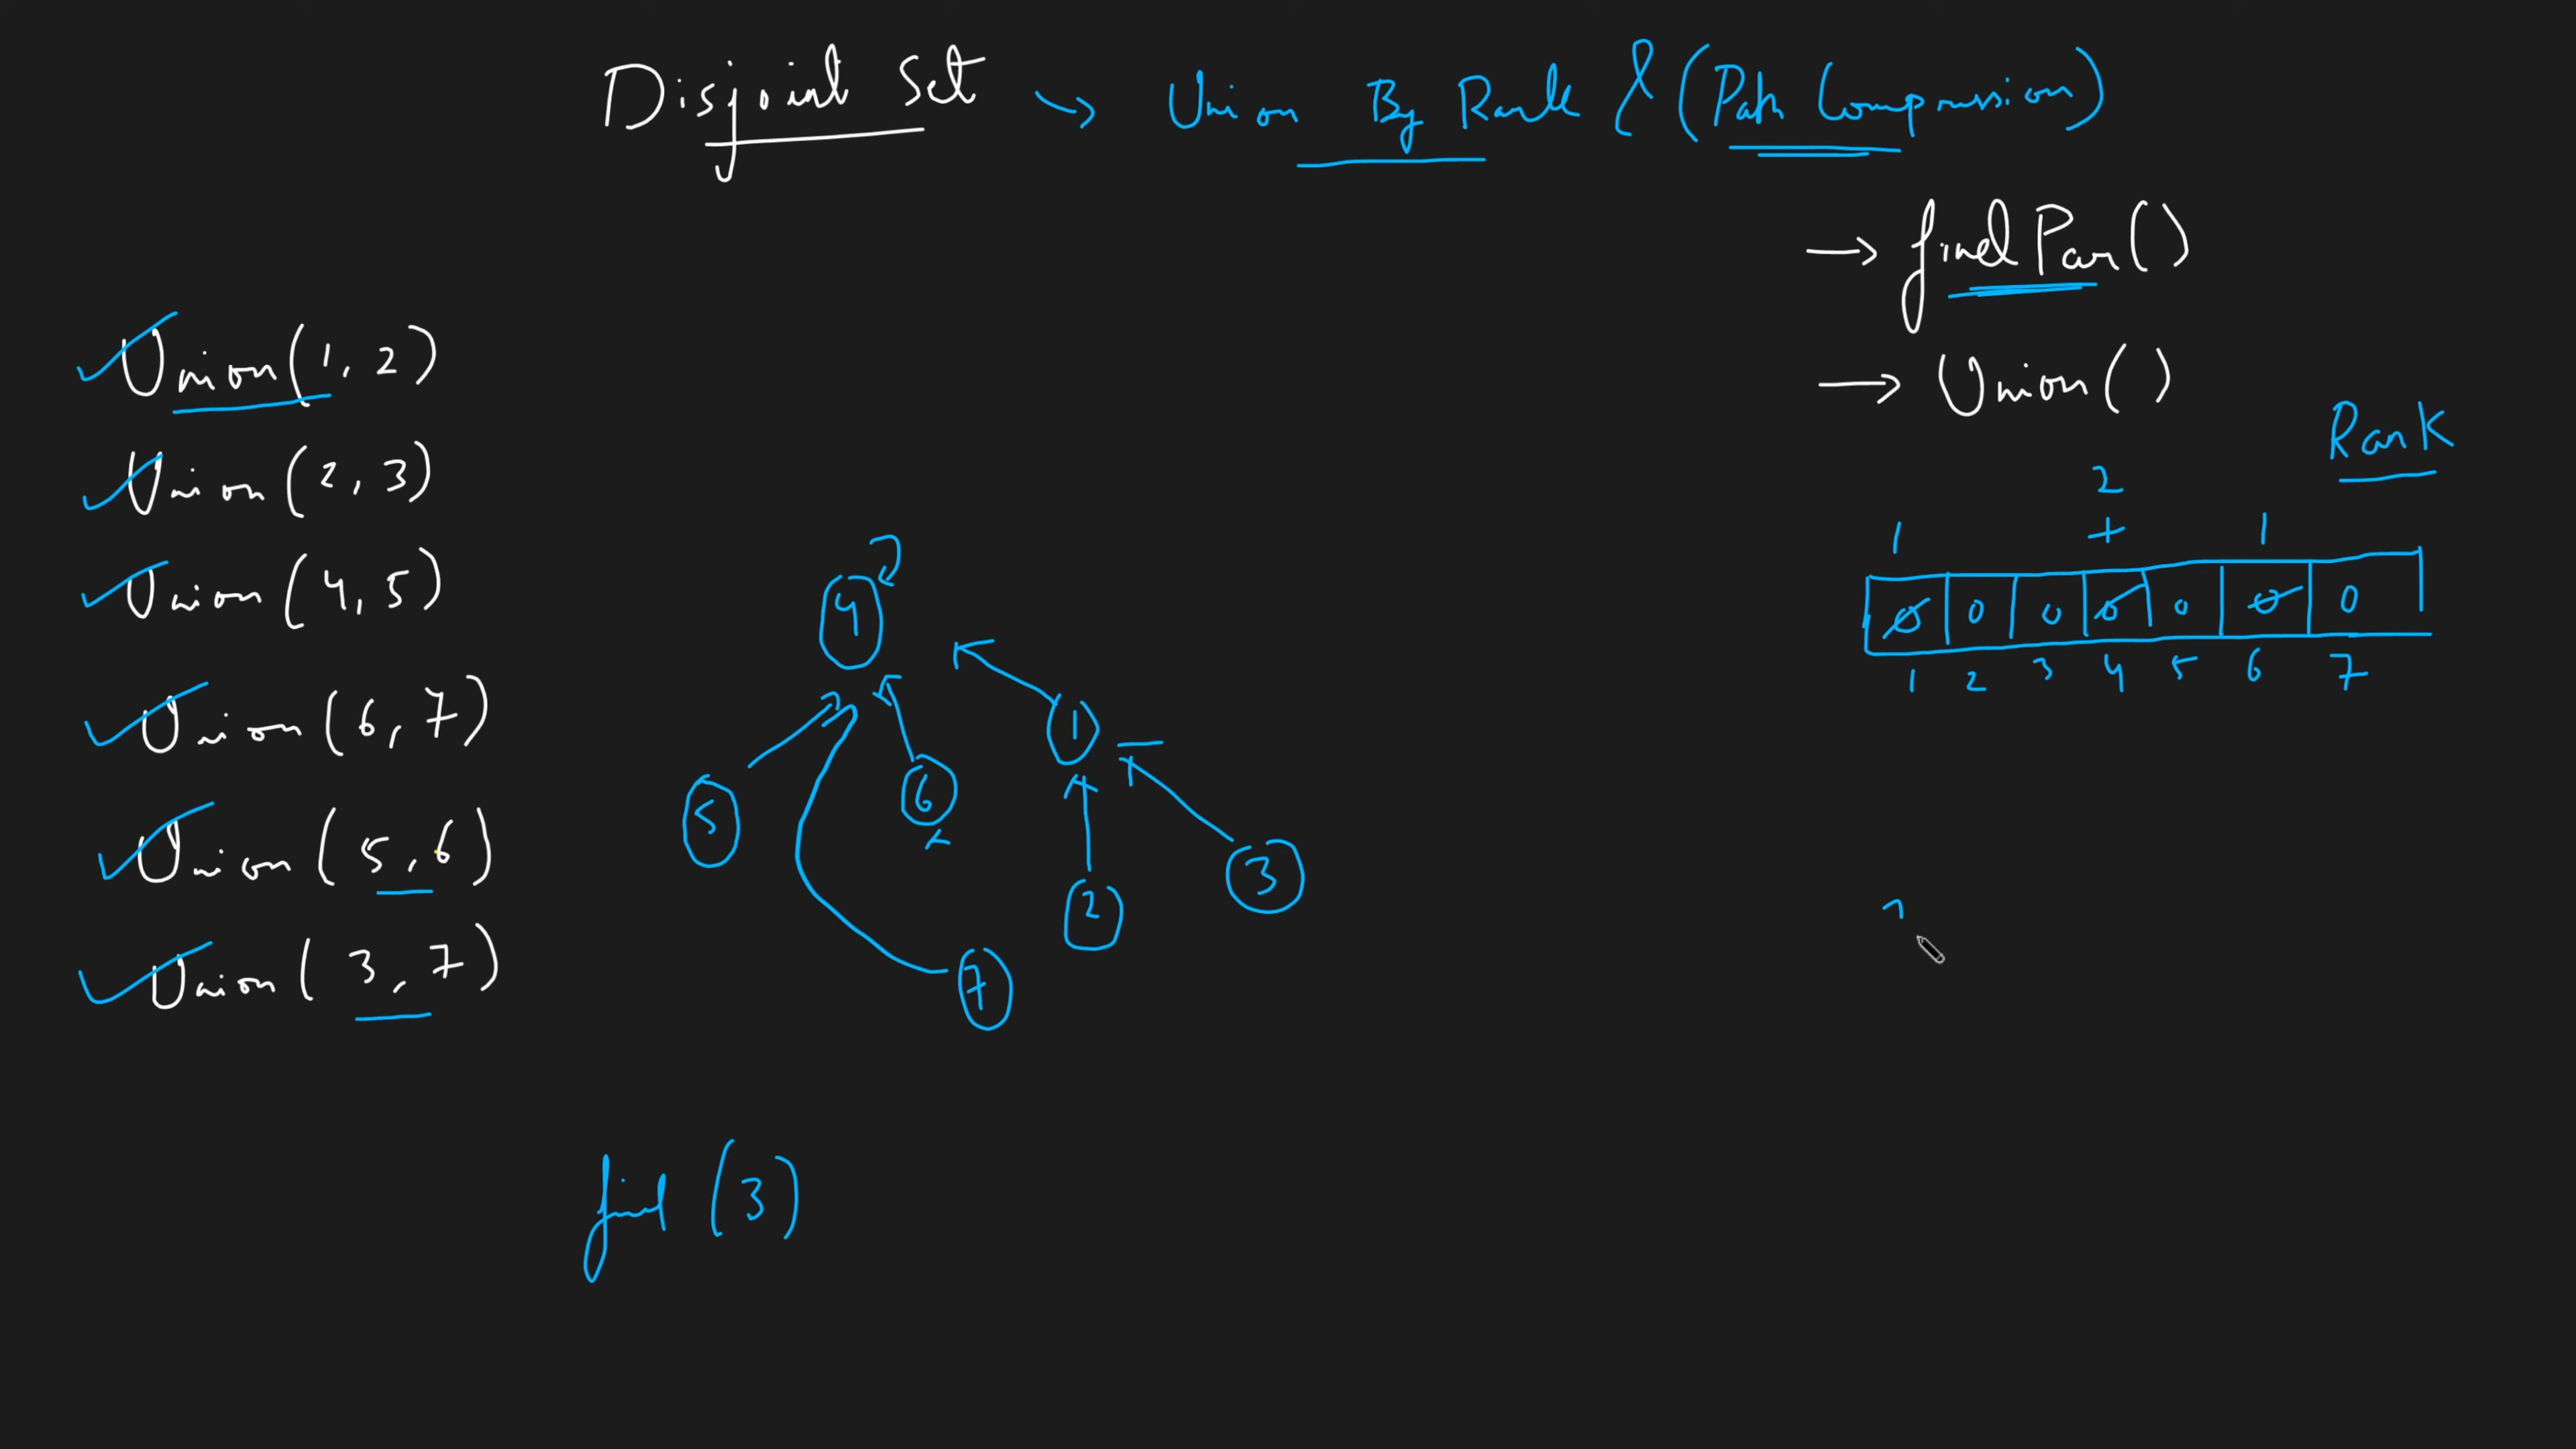 Disjoint Set → Union By Rank & (Path Compression)
→ findPar()
→ Union()
Union(1, 2)
Union(2, 3)
Union(4, 5)
Union(6, 7)
Union(5, 6)
Union(3, 7)
Rank
2
1 1 1
0 0 0 0 0 0 0
1 2 3 4 5 6 7
4
1
5 6
2 3
7
find (3)